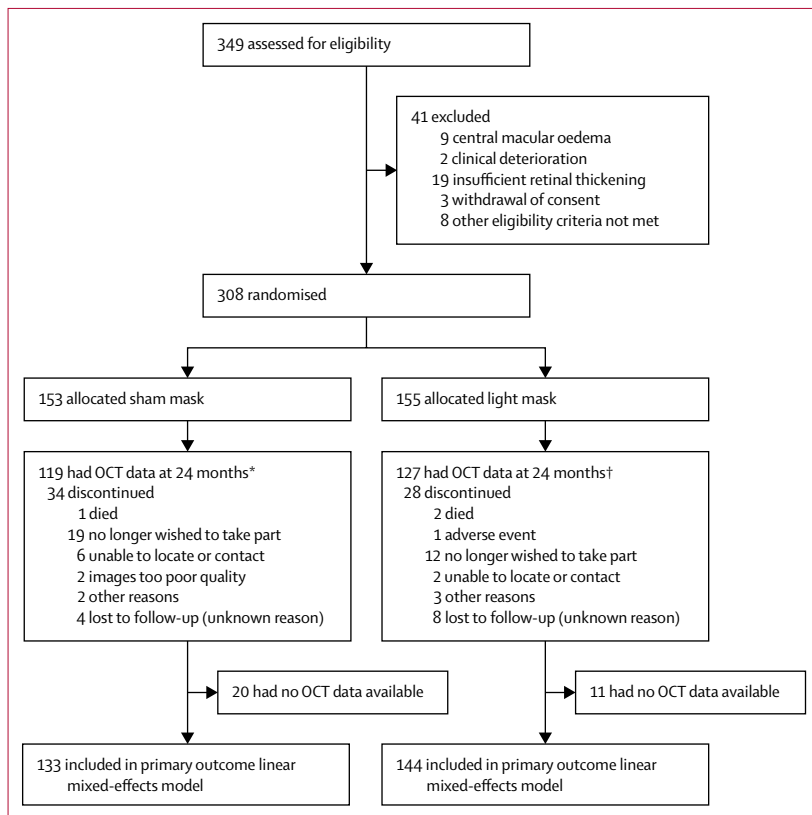 349 assessed for eligibility
41 excluded
9 central macular oedema
2 clinical deterioration
19 insufficient retinal thickening
3 withdrawal of consent
8 other eligibility criteria not met
308 randomised
153 allocated sham mask
155 allocated light mask
119 had OCT data at 24 months*
34 discontinued
1 died
19 no longer wished to take part
6 unable to locate or contact
2 images too poor quality
2 other reasons
4 lost to follow-up (unknown reason)
127 had OCT data at 24 months†
28 discontinued
2 died
1 adverse event
12 no longer wished to take part
2 unable to locate or contact
3 other reasons
8 lost to follow-up (unknown reason)
20 had no OCT data available
11 had no OCT data available
133 included in primary outcome linear
mixed-effects model
144 included in primary outcome linear
mixed-effects model